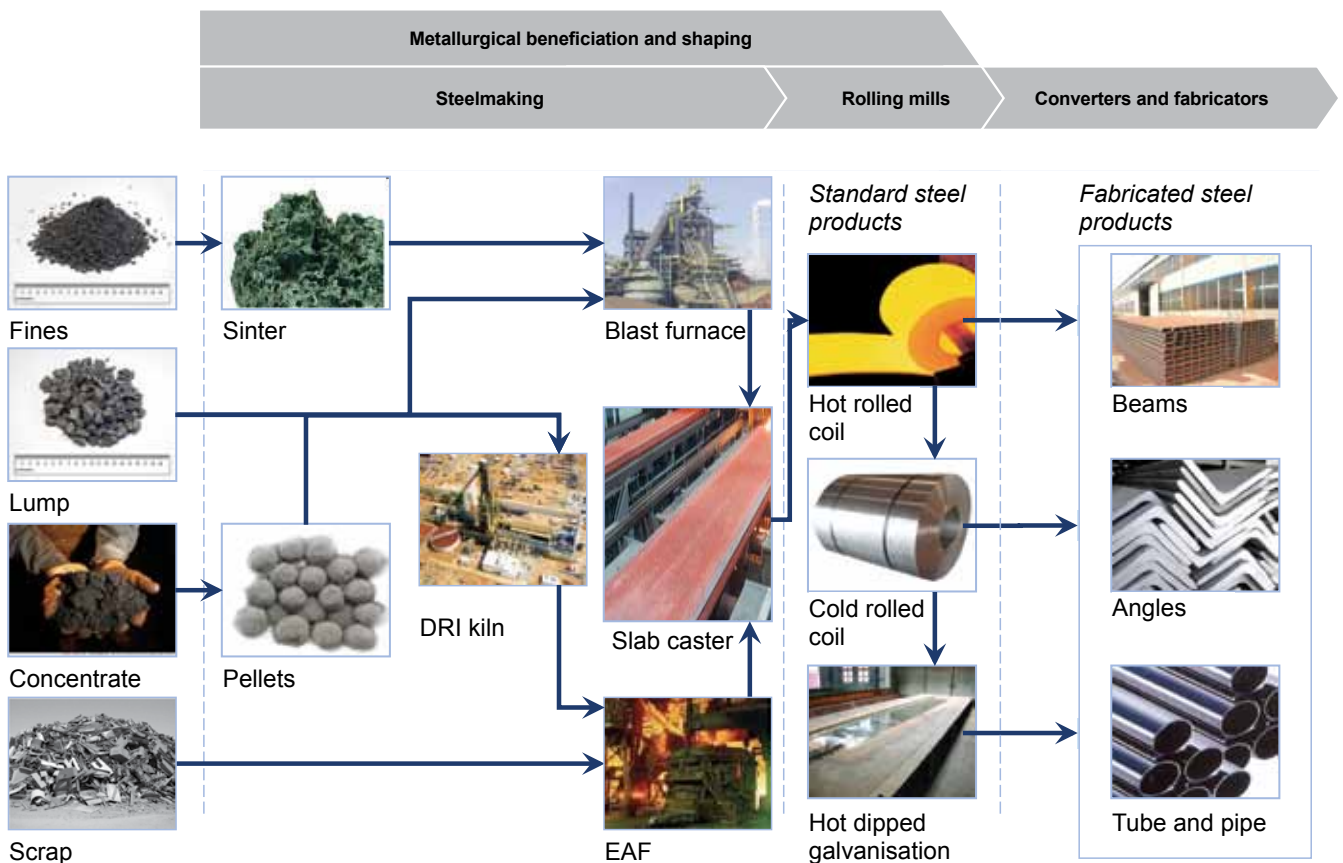 Metallurgical beneficiation and shaping
Steelmaking
Rolling mills
Converters and fabricators
Standard steel
products
Fabricated steel
products
Fines
Sinter
Blast furnace
Hot rolled
coil
Beams
Lump
DRI kiln
Slab caster
Cold rolled
coil
Angles
Concentrate
Pellets
Scrap
EAF
Hot dipped
galvanisation
Tube and pipe